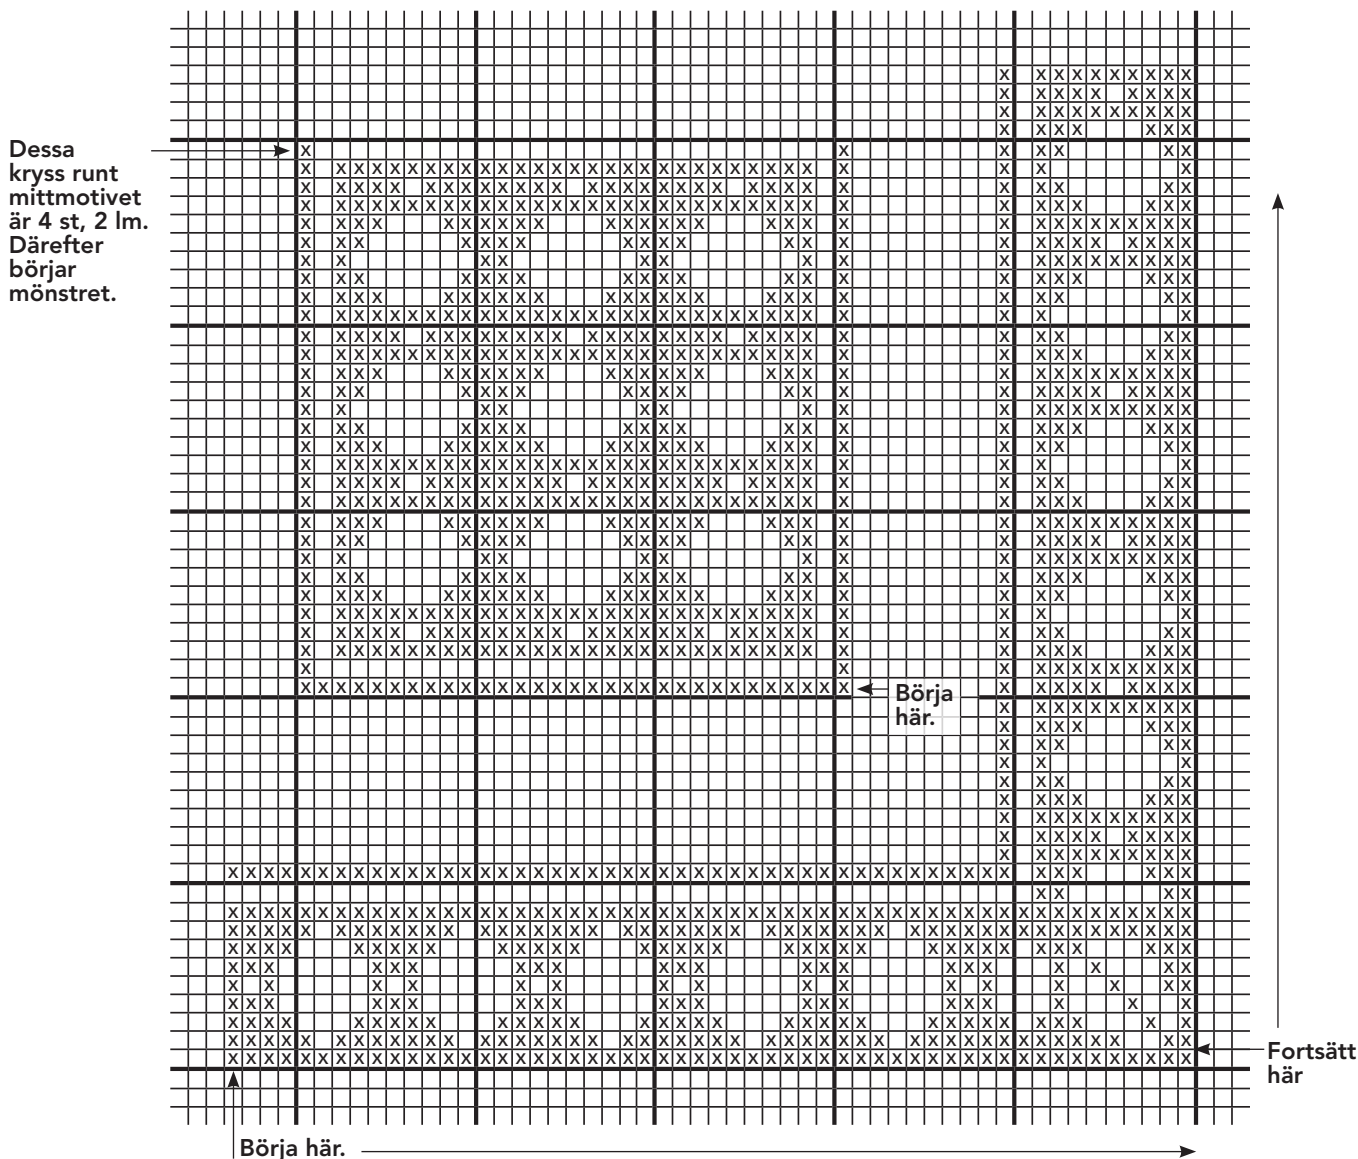 Dessa
kryss runt
mittmotivet
är 4 st, 2 lm.
Därefter
börjar
mönstret.
Börja
här.
Fortsätt
här
Börja här.